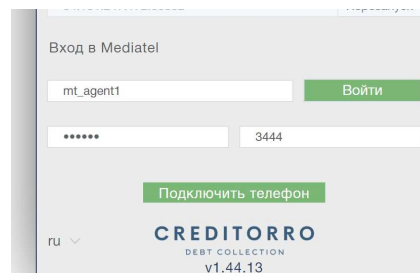 Вход в Mediatel
mt_agent1 Войти
•••••• 3444
Подключить телефон
ru
CREDITORRO
DEBT COLLECTION
v1.44.13